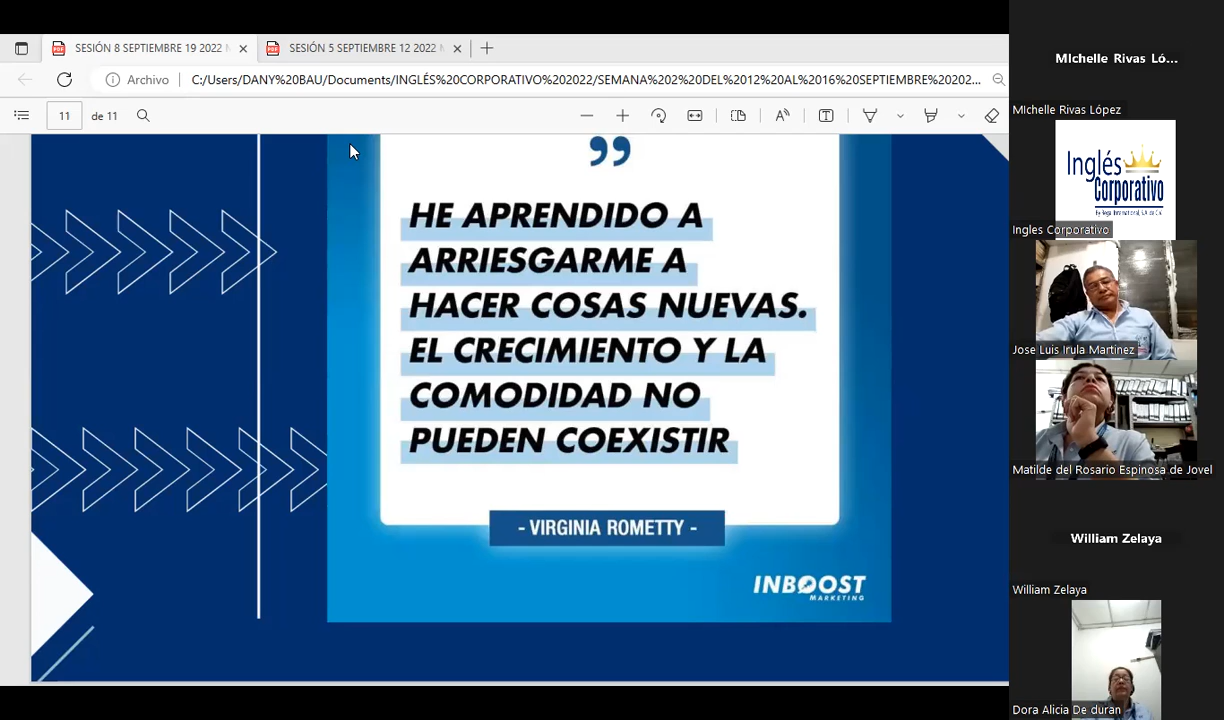 SESIÓN 8 SEPTIEMBRE 19 2022
SESIÓN 5 SEPTIEMBRE 12 2022
Archivo
C:/Users/DANY%20BAU/Documents/INGLÉS%20CORPORATIVO%202022/SEMANA%202%20DEL%2012%20AL%2016%20SEPTIEMBRE%202...
11 de 11
”
HE APRENDIDO A
ARRIESGARME A
HACER COSAS NUEVAS.
EL CRECIMIENTO Y LA
COMODIDAD NO
PUEDEN COEXISTIR
- VIRGINIA ROMETTY -
INBOOST
MARKETING
MIchelle Rivas Ló...
MIchelle Rivas López
Inglés
Corporativo
Ingles Corporativo
Jose Luis Irula Martinez
Matilde del Rosario Espinosa de Jovel
William Zelaya
William Zelaya
Dora Alicia De duran